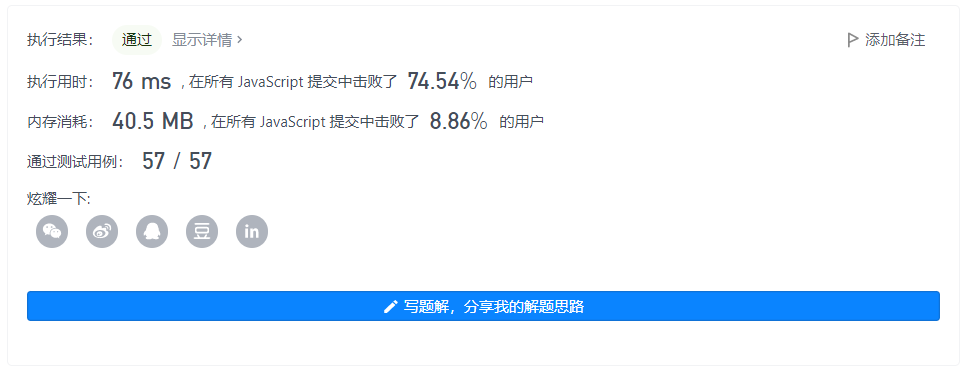 执行结果： 通过 显示详情 > 添加备注
执行用时： 76 ms , 在所有 JavaScript 提交中击败了 74.54% 的用户
内存消耗： 40.5 MB , 在所有 JavaScript 提交中击败了 8.86% 的用户
通过测试用例： 57 / 57
炫耀一下:
豆 in
写题解，分享我的解题思路